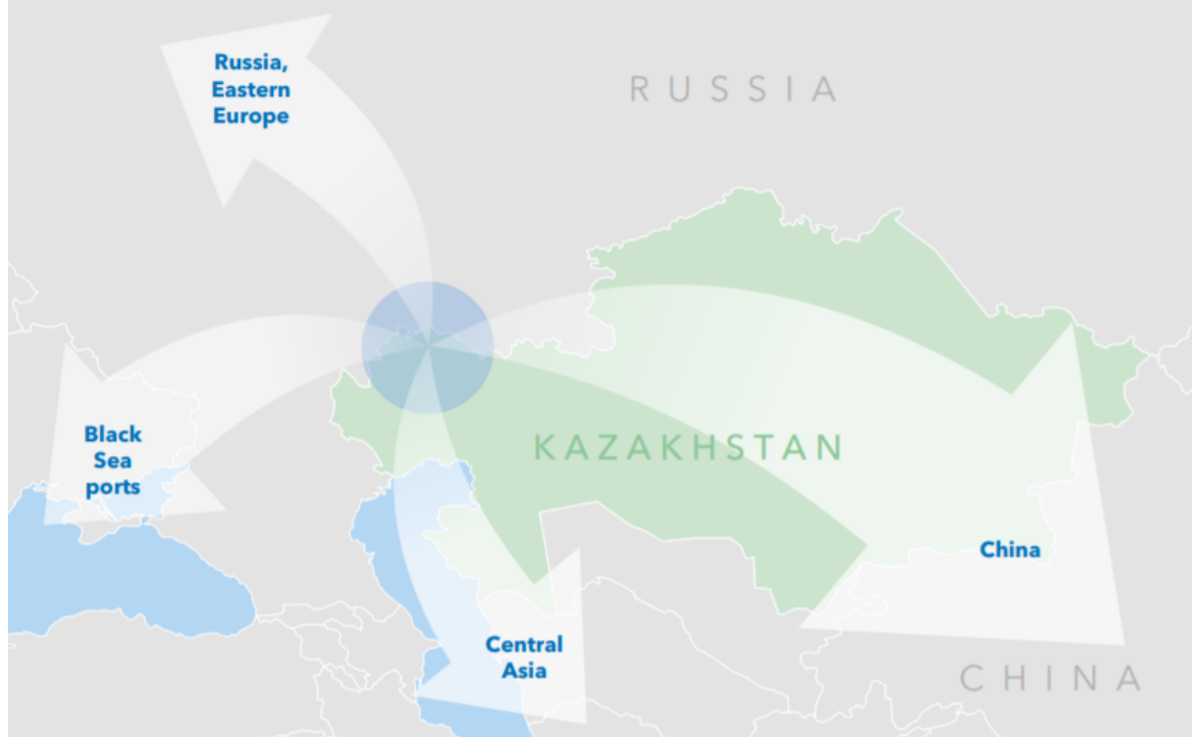 Russia,
Eastern
Europe
RUSSIA
Black
Sea
ports
KAZAKHSTAN
China
Central
Asia
CHINA